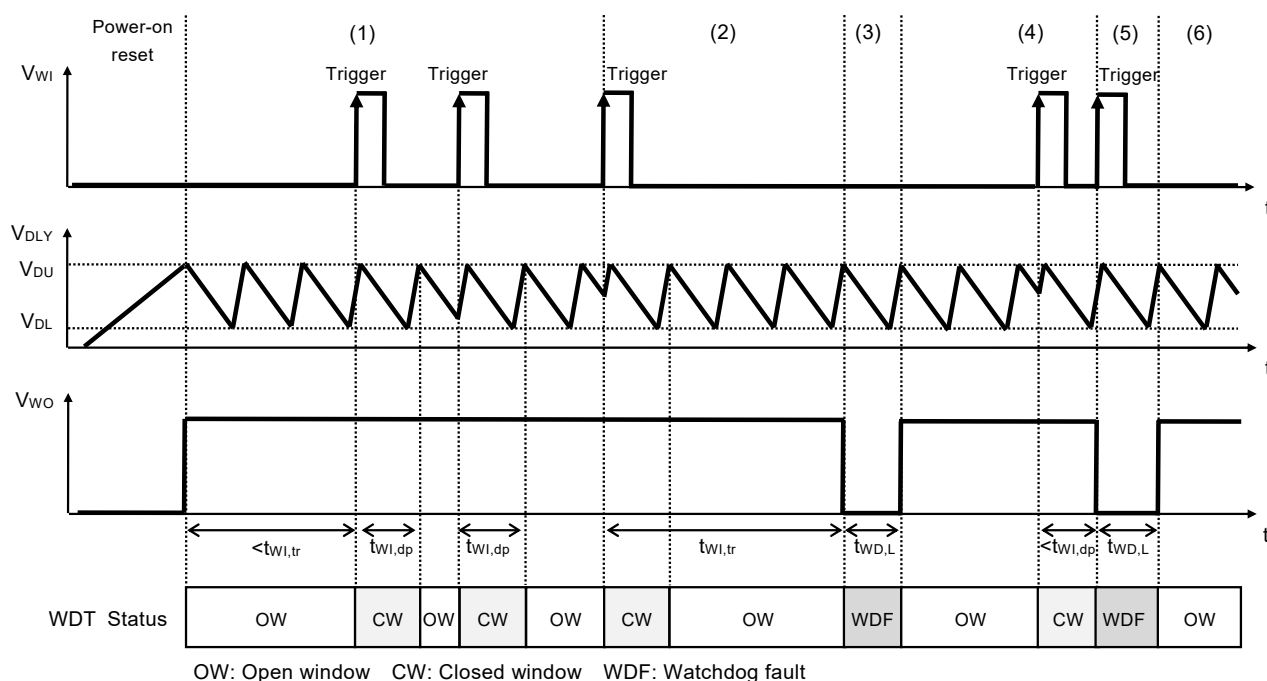 Power-on
reset
(1)
(2)
(3)
(4)
(5)
(6)
VWI
Trigger
Trigger
Trigger
Trigger
Trigger
t
VDLY
VDU
VDL
t
VWO
t
<tWI,tr
tWI,dp
tWI,dp
tWI,tr
tWD,L
<tWI,dp
tWD,L
WDT Status
OW
CW
OW
CW
OW
CW
OW
WDF
OW
CW
WDF
OW
OW: Open window CW: Closed window WDF: Watchdog fault